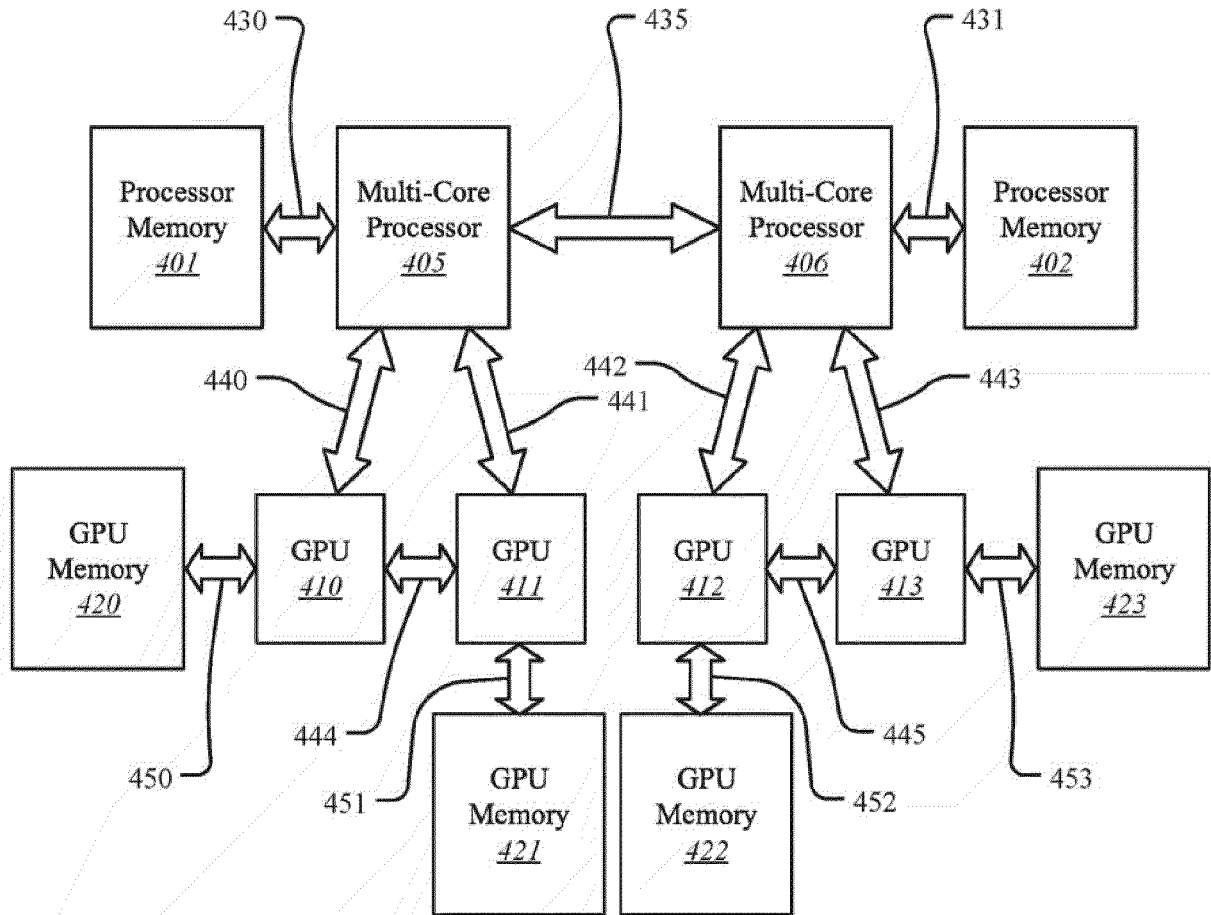 430
435
431
Processor
Memory
401
Multi-Core
Processor
405
Multi-Core
Processor
406
Processor
Memory
402
440
441
442
443
GPU
Memory
420
GPU
410
GPU
411
GPU
412
GPU
413
GPU
Memory
423
450
444
451
GPU
Memory
421
GPU
Memory
422
452
445
453